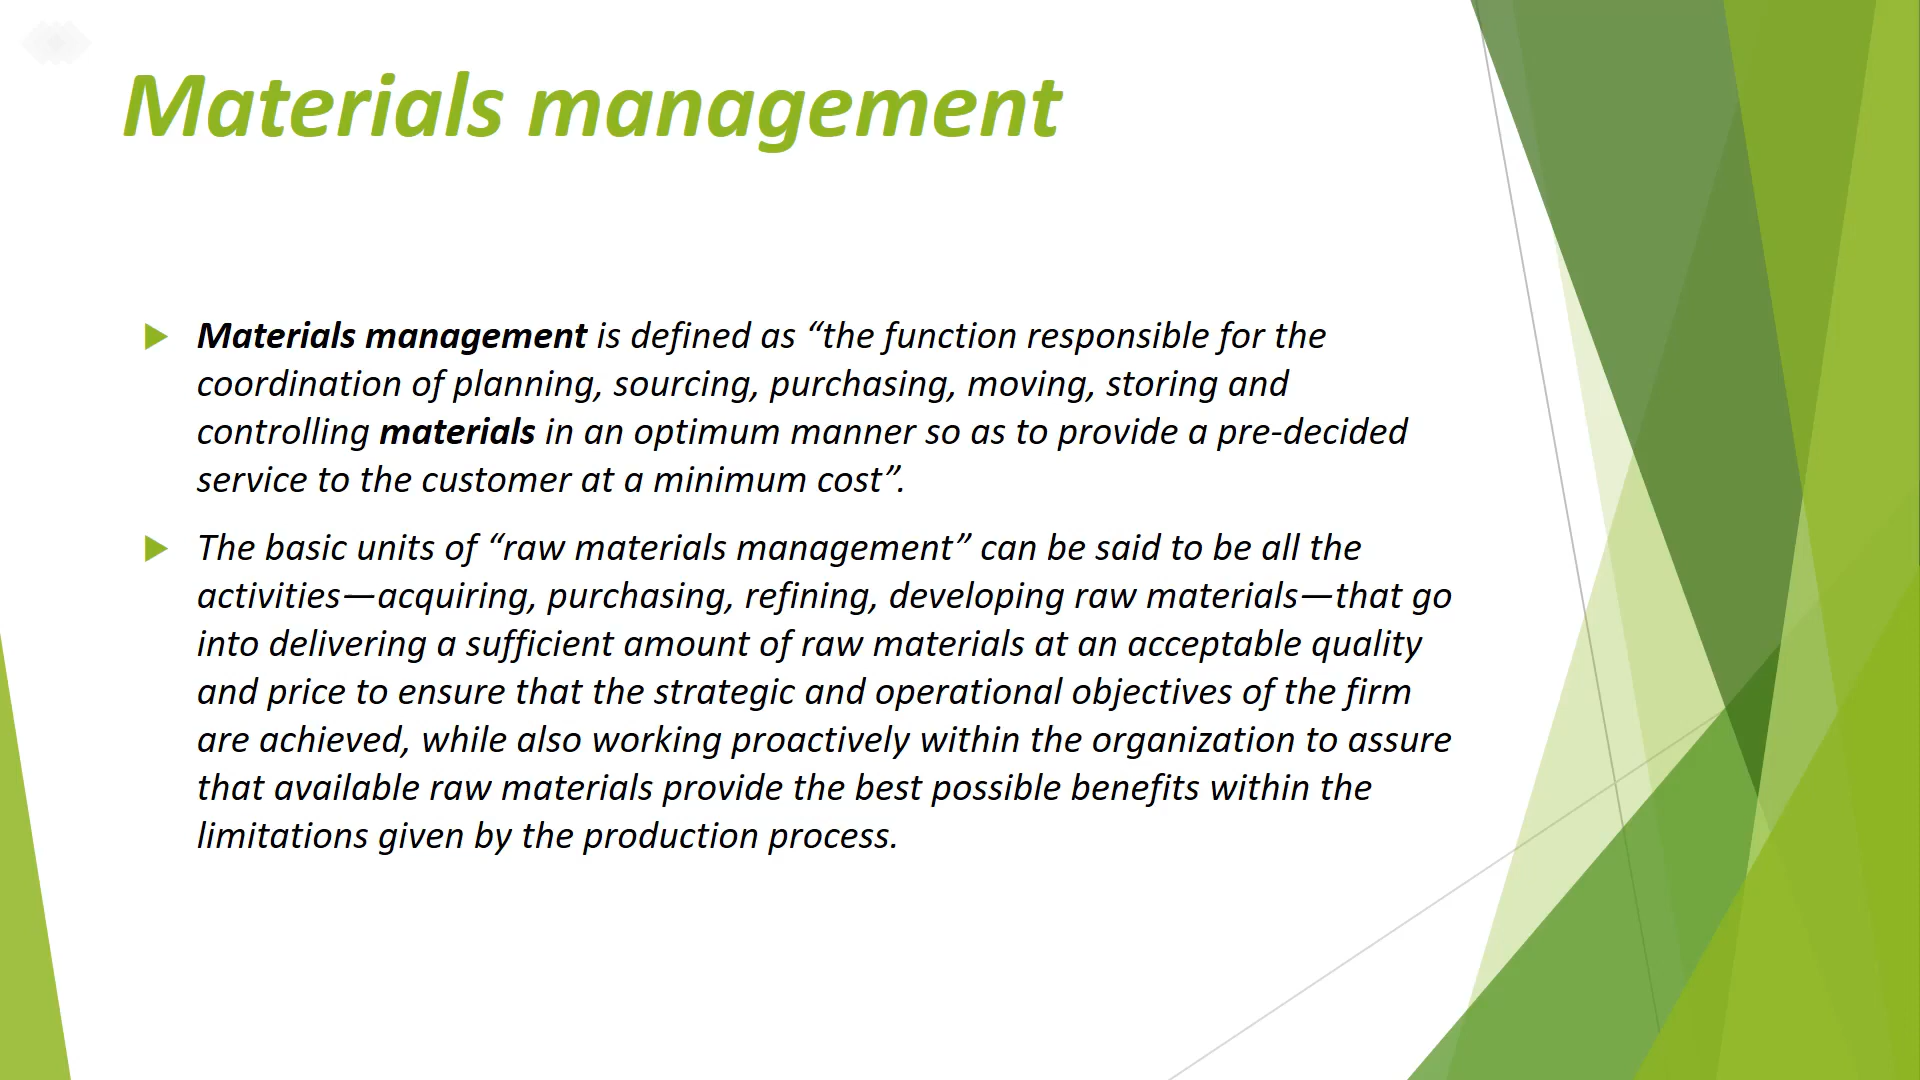 Materials management
Materials management is defined as “the function responsible for the
coordination of planning, sourcing, purchasing, moving, storing and
controlling materials in an optimum manner so as to provide a pre-decided
service to the customer at a minimum cost”.
The basic units of “raw materials management” can be said to be all the
activities—acquiring, purchasing, refining, developing raw materials—that go
into delivering a sufficient amount of raw materials at an acceptable quality
and price to ensure that the strategic and operational objectives of the firm
are achieved, while also working proactively within the organization to assure
that available raw materials provide the best possible benefits within the
limitations given by the production process.